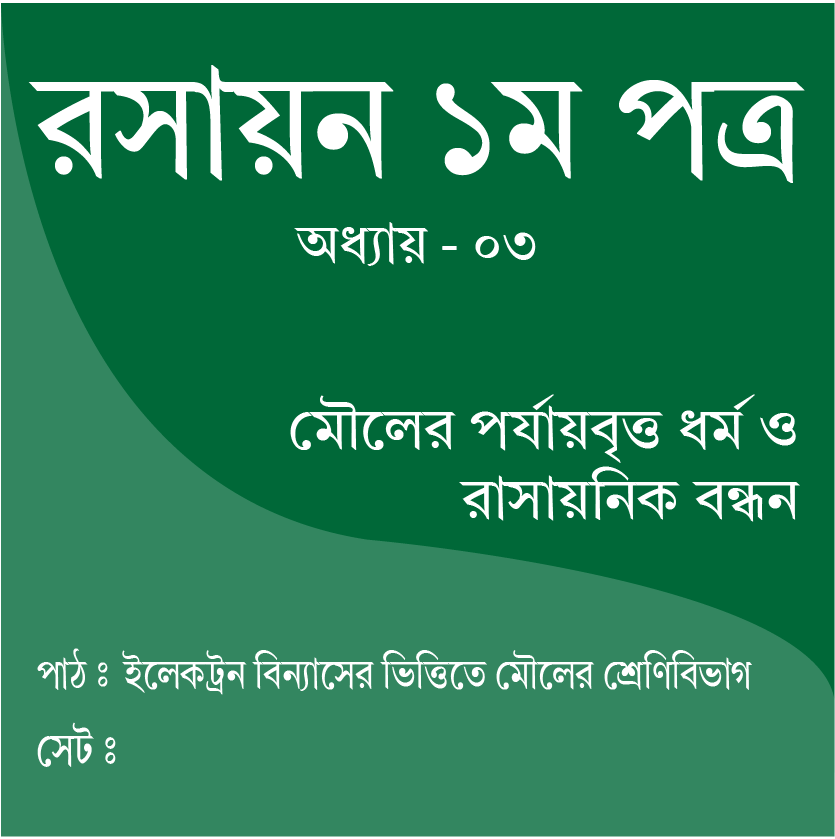 রসায়ন ১ম পত্র
অধ্যায় - ০৩
মৌলের পর্যায়বৃত্ত ধর্ম ও
রাসায়নিক বন্ধন
পাঠ ঃ ইলেকট্রন বিন্যাসের ভিত্তিতে মৌলের শ্রেণিবিভাগ
সেট ঃ